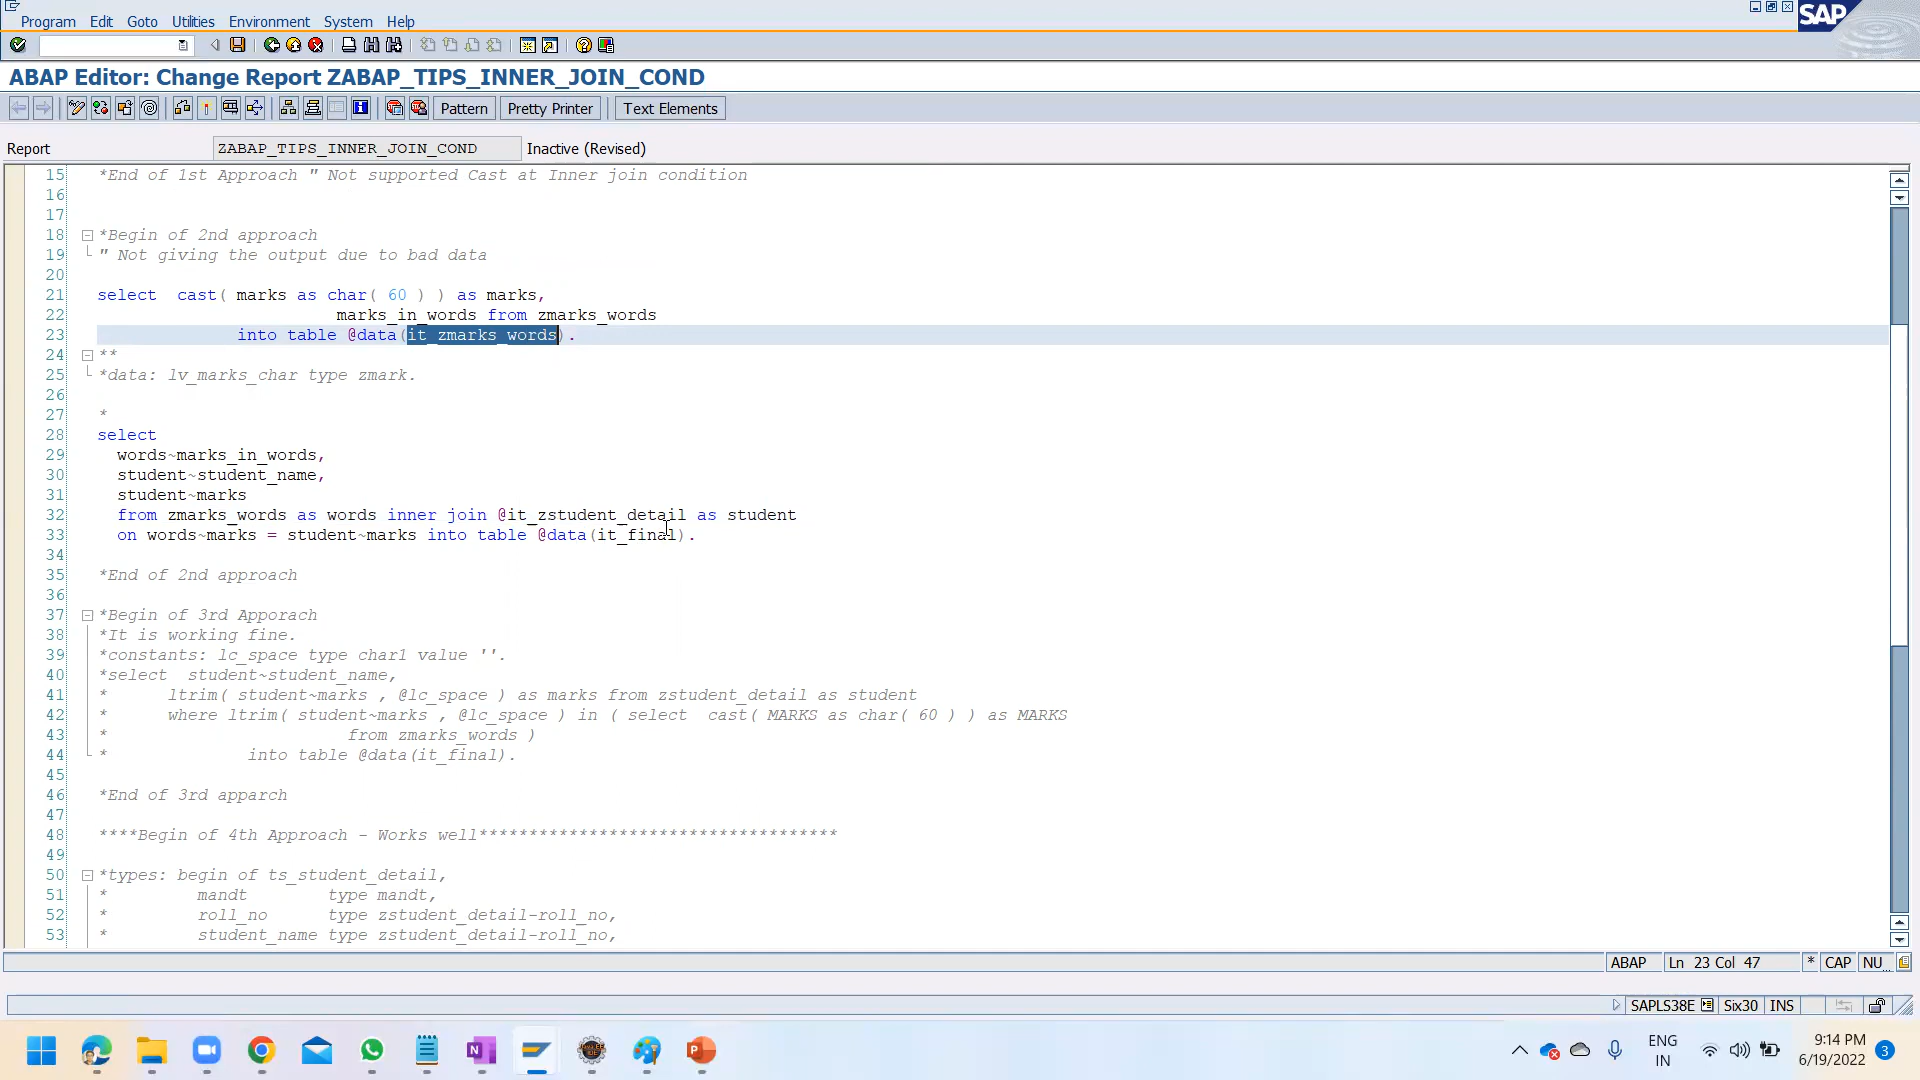 Program Edit Goto Utilities Environment System Help
SAP
ABAP Editor: Change Report ZABAP_TIPS_INNER_JOIN_COND
Pattern Pretty Printer Text Elements
Report ZABAP_TIPS_INNER_JOIN_COND Inactive (Revised)
15 *End of 1st Approach " Not supported Cast at Inner join condition
16
17
18 *Begin of 2nd approach
19 " Not giving the output due to bad data
20
21 select  cast( marks as char( 60 ) ) as marks,
22                         marks_in_words from zmarks_words
23               into table @data(it_zmarks_words).
24 **
25 *data: lv_marks_char type zmark.
26
27 *
28 select
29   words~marks_in_words,
30   student~student_name,
31   student~marks
32   from zmarks_words as words inner join @it_zstudent_detail as student
33   on words~marks = student~marks into table @data(it_final).
34
35 *End of 2nd approach
36
37 *Begin of 3rd Apporach
38 *It is working fine.
39 *constants: lc_space type char1 value ''.
40 *select  student~student_name,
41 *      ltrim( student~marks , @lc_space ) as marks from zstudent_detail as student
42 *      where ltrim( student~marks , @lc_space ) in ( select  cast( MARKS as char( 60 ) ) as MARKS
43 *                        from zmarks_words )
44 *              into table @data(it_final).
45
46 *End of 3rd apparch
47
48 ****Begin of 4th Approach - Works well************************************
49
50 *types: begin of ts_student_detail,
51 *         mandt        type mandt,
52 *         roll_no      type zstudent_detail-roll_no,
53 *         student_name type zstudent_detail-roll_no,
ABAP Ln 23 Col 47 * CAP NU...
SAPLS38E Six30 INS
ENG
IN
9:14 PM
6/19/2022
3